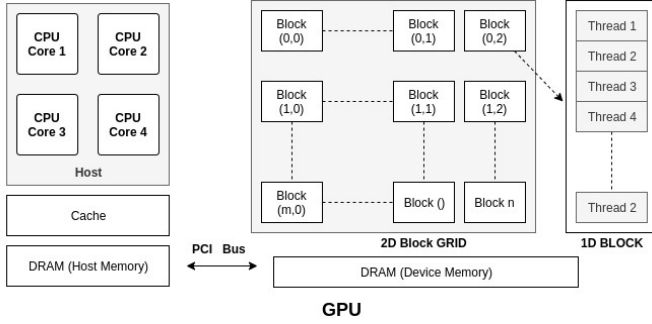 CPU
Core 1
CPU
Core 2
CPU
Core 3
CPU
Core 4
Host
Cache
DRAM (Host Memory)
PCI Bus
Block
(0,0)
Block
(0,1)
Block
(0,2)
Block
(1,0)
Block
(1,1)
Block
(1,2)
Block
(m,0)
Block ()
Block n
2D Block GRID
Thread 1
Thread 2
Thread 3
Thread 4
Thread 2
1D BLOCK
DRAM (Device Memory)
GPU